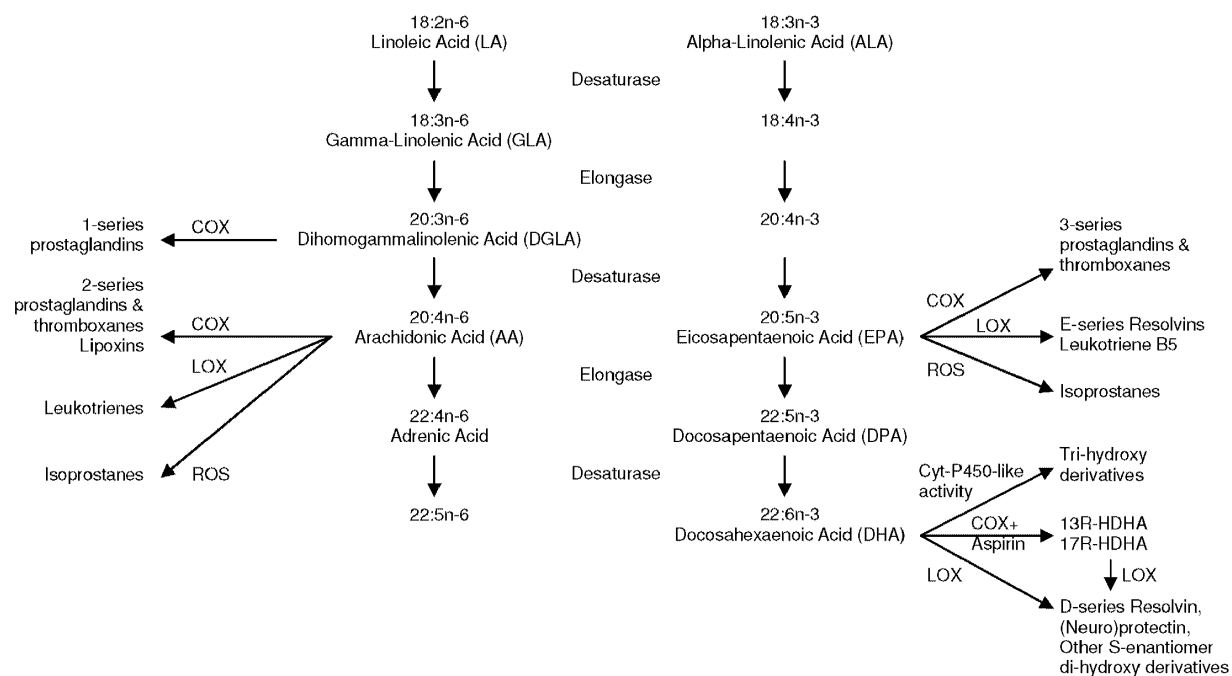 18:2n-6
Linoleic Acid (LA)
18:3n-3
Alpha-Linolenic Acid (ALA)
Desaturase
18:3n-6
Gamma-Linolenic Acid (GLA)
18:4n-3
Elongase
1-series
prostaglandins
COX
20:3n-6
Dihomogammalinolenic Acid (DGLA)
20:4n-3
3-series
prostaglandins &
thromboxanes
Desaturase
2-series
prostaglandins &
thromboxanes
Lipoxins
COX
20:4n-6
Arachidonic Acid (AA)
20:5n-3
Eicosapentaenoic Acid (EPA)
COX
LOX
E-series Resolvins
Leukotriene B5
LOX
Elongase
ROS
Isoprostanes
Leukotrienes
22:4n-6
Adrenic Acid
22:5n-3
Docosapentaenoic Acid (DPA)
Isoprostanes
ROS
Desaturase
Cyt-P450-like
activity
Tri-hydroxy
derivatives
22:5n-6
22:6n-3
Docosahexaenoic Acid (DHA)
COX+
Aspirin
13R-HDHA
17R-HDHA
LOX
LOX
D-series Resolvin,
(Neuro)protectin,
Other S-enantiomer
di-hydroxy derivatives